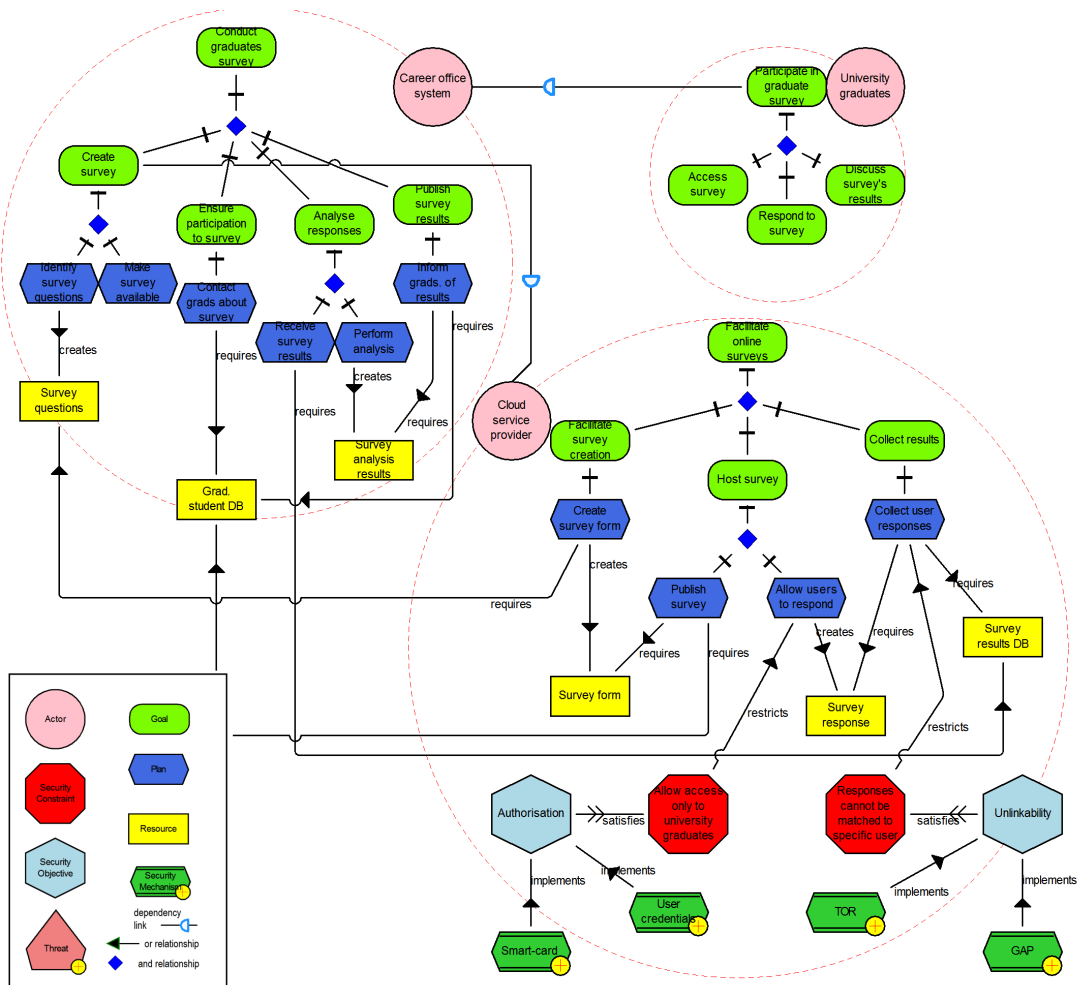 Conduct
graduates
survey
Career office
system
Participate in
graduate
survey
University
graduates
Create
survey
Access
survey
Discuss
survey's
results
Respond to
survey
Ensure
participation
to survey
Analyse
responses
Publish
survey
results
Identify
survey
questions
Make
survey
available
Contact
grads about
survey
Inform
grads. of
results
Receive
survey
results
Perform
analysis
requires
creates
requires
creates
requires
requires
Survey
questions
Survey
analysis
results
Grad.
student DB
Facilitate
online
surveys
Cloud
service
provider
Facilitate
survey
creation
Collect results
Host survey
Create
survey form
Collect user
responses
creates
requires
Publish
survey
Allow users
to respond
requires
Survey
results DB
requires
requires
creates
requires
Survey form
Survey
response
restricts
restricts
Allow access
only to
university
graduates
Responses
cannot be
matched to
specific user
Authorisation
satisfies
satisfies
Unlinkability
implements
implements
implements
implements
User
credentials
TOR
Smart-card
GAP
Actor
Goal
Security
Constraint
Plan
Resource
Security
Objective
Security
Mechanism
Threat
dependency
link
or relationship
and relationship